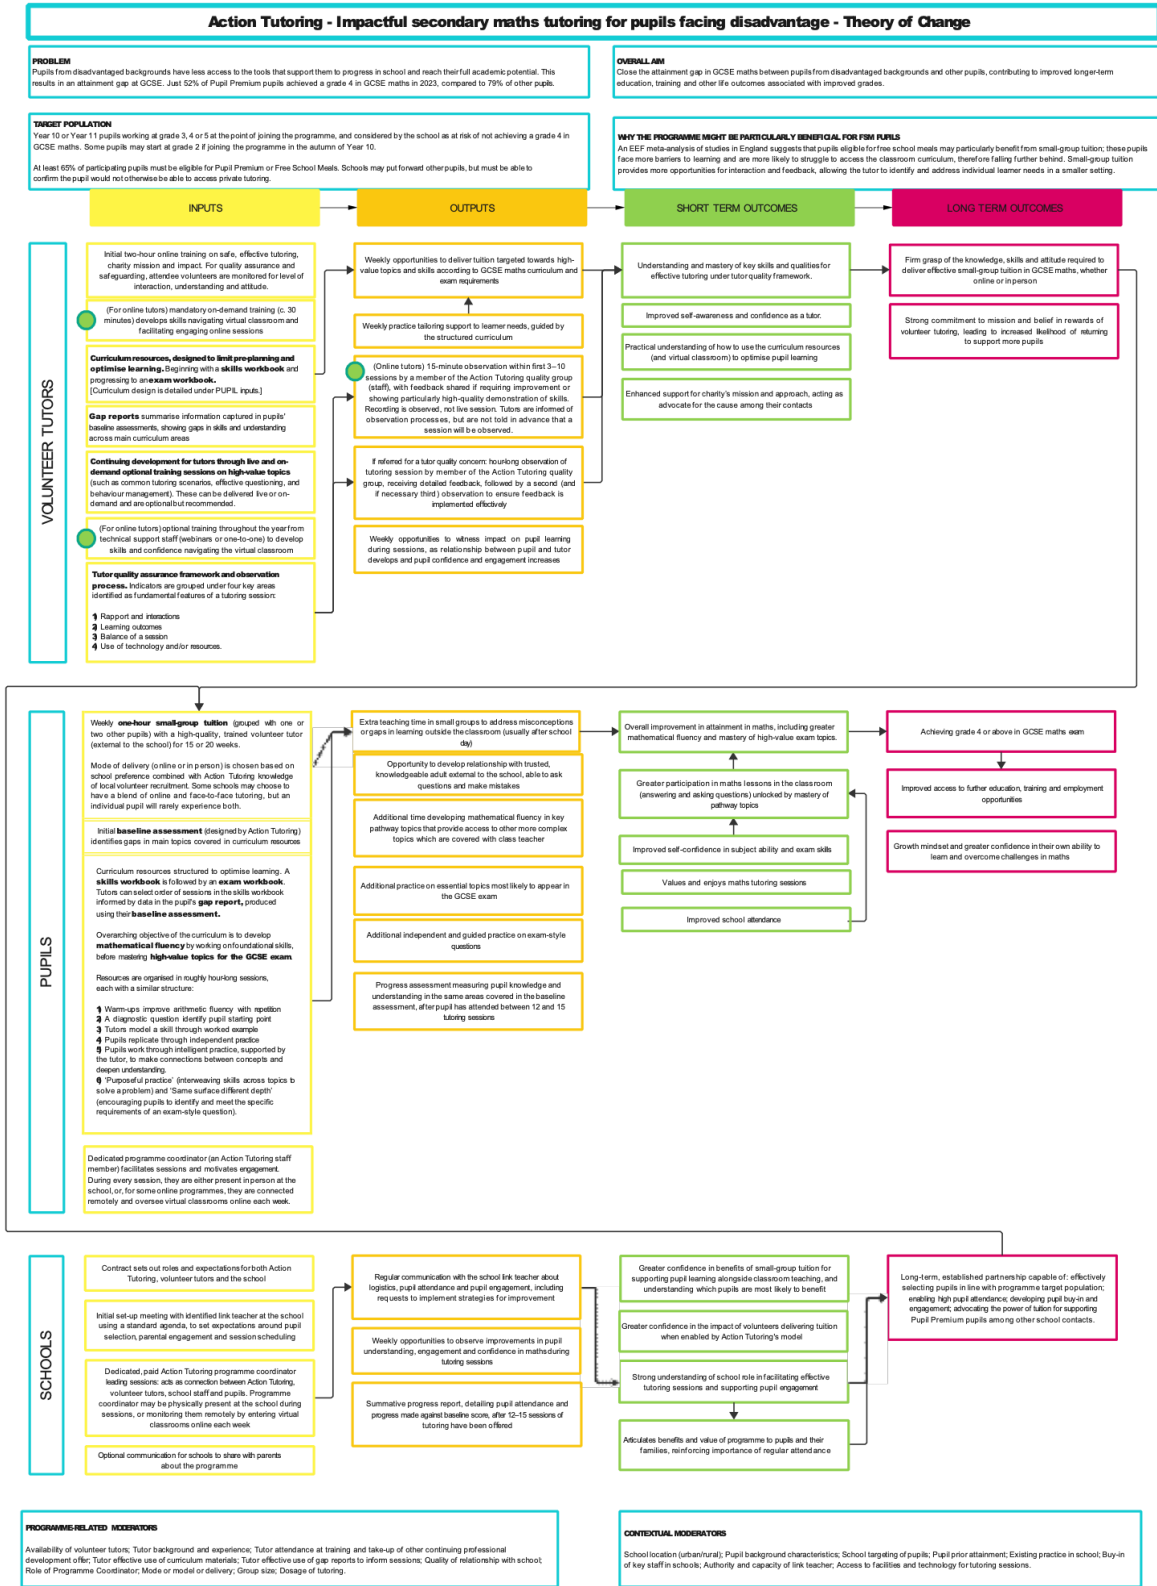 Action Tutoring - Impactful secondary maths tutoring for pupils facing disadvantage - Theory of Change
PROBLEM
Pupils from disadvantaged backgrounds have less access to the tools that support them to progress in school and reach their full academic potential. This
results in an attainment gap at GCSE. Just 52% of Pupil Premium pupils achieved a grade 4 in GCSE maths in 2023, compared to 79% of other pupils.
OVERALL AIM
Close the attainment gap in GCSE maths between pupils from disadvantaged backgrounds and other pupils, contributing to improved longer-term
education, training and other life outcomes associated with improved grades.
TARGET POPULATION
Year 10 or Year 11 pupils working at grade 3, 4 or 5 at the point of joining the programme, and considered by the school as at risk of not achieving a grade 4 in
GCSE maths. Some pupils may start at grade 2 if joining the programme in the autumn of Year 10.
At least 65% of participating pupils must be eligible for Pupil Premium or Free School Meals. Schools may put forward other pupils, but must be able to
confirm the pupil would not otherwise be able to access private tutoring.
WHY THE PROGRAMME MIGHT BE PARTICULARLY BENEFICIAL FOR FSM PUPILS
An EEF meta-analysis of studies in England suggests that pupils eligible for free school meals may particularly benefit from small-group tuition; these pupils
face more barriers to learning and are more likely to struggle to access the classroom curriculum, therefore falling further behind. Small-group tuition
provides more opportunities for interaction and feedback, allowing the tutor to identify and address individual learner needs in a smaller setting.
INPUTS
OUTPUTS
SHORT TERM OUTCOMES
LONG TERM OUTCOMES
VOLUNTEER TUTORS
Initial two-hour online training on safe, effective tutoring,
charity mission and impact. For quality assurance and
safeguarding, attendee volunteers are monitored for level of
interaction, understanding and attitude.
(For online tutors) mandatory on-demand training (c. 30
minutes) develops skills navigating virtual classroom and
facilitating engaging online sessions
Curriculum resources, designed to limit pre-planning and
optimise learning. Beginning with a skills workbook and
progressing to an exam workbook.
[Curriculum design is detailed under PUPIL inputs.]
Gap reports summarise information captured in pupils'
baseline assessments, showing gaps in skills and understanding
across main curriculum areas
Continuing development for tutors through live and on-
demand optional training sessions on high-value topics
(such as common tutoring scenarios, effective questioning, and
behaviour management). These can be delivered live or on-
demand and are optional but recommended.
(For online tutors) optional training throughout the year from
technical support staff (webinars or one-to-one) to develop
skills and confidence navigating the virtual classroom
Tutor quality assurance framework and observation
process. Indicators are grouped under four key areas
identified as fundamental features of a tutoring session:
1) Rapport and interactions
2) Learning outcomes
3) Balance of a session
4) Use of technology and/or resources.
Weekly opportunities to deliver tuition targeted towards high-
value topics and skills according to GCSE maths curriculum and
exam requirements
Weekly practice tailoring support to learner needs, guided by
the structured curriculum
(Online tutors) 15-minute observation within first 3–10
sessions by a member of the Action Tutoring quality group
(staff), with feedback shared if requiring improvement or
showing particularly high-quality demonstration of skills.
Recording is observed, not live session. Tutors are informed of
observation processes, but are not told in advance that a
session will be observed.
If referred for a tutor quality concern: hour-long observation of
tutoring session by member of the Action Tutoring quality
group, receiving detailed feedback, followed by a second (and
if necessary third) observation to ensure feedback is
implemented effectively
Weekly opportunities to witness impact on pupil learning
during sessions, as relationship between pupil and tutor
develops and pupil confidence and engagement increases
Understanding and mastery of key skills and qualities for
effective tutoring under tutor quality framework.
Improved self-awareness and confidence as a tutor.
Practical understanding of how to use the curriculum resources
(and virtual classroom) to optimise pupil learning
Enhanced support for charity's mission and approach, acting as
advocate for the cause among their contacts
Firm grasp of the knowledge, skills and attitude required to
deliver effective small-group tuition in GCSE maths, whether
online or in person
Strong commitment to mission and belief in rewards of
volunteer tutoring, leading to increased likelihood of returning
to support more pupils
PUPILS
Weekly one-hour small-group tuition (grouped with one or
two other pupils) with a high-quality, trained volunteer tutor
(external to the school) for 15 or 20 weeks.
Mode of delivery (online or in person) is chosen based on
school preference combined with Action Tutoring knowledge
of local volunteer recruitment. Some schools may choose to
have a blend of online and face-to-face tutoring, but an
individual pupil will rarely experience both.
Initial baseline assessment (designed by Action Tutoring)
identifies gaps in main topics covered in curriculum resources
Curriculum resources structured to optimise learning. A
skills workbook is followed by an exam workbook.
Tutors can select order of sessions in the skills workbook
informed by data in the pupil's gap report, produced
using their baseline assessment.
Overarching objective of the curriculum is to develop
mathematical fluency by working on foundational skills,
before mastering high-value topics for the GCSE exam.
Resources are organised in roughly hour-long sessions,
each with a similar structure:
1) Warm-ups improve arithmetic fluency with repetition
2) A diagnostic question identify pupil starting point
3) Tutors model a skill through worked example
4) Pupils replicate through independent practice
5) Pupils work through intelligent practice, supported by
the tutor, to make connections between concepts and
deepen understanding.
6) 'Purposeful practice' (interweaving skills across topics to
solve a problem) and 'Same surface different depth'
(encouraging pupils to identify and meet the specific
requirements of an exam-style question).
Dedicated programme coordinator (an Action Tutoring staff
member) facilitates sessions and motivates engagement.
During every session, they are either present in person at the
school, or, for some online programmes, they are connected
remotely and oversee virtual classrooms online each week.
Extra teaching time in small groups to address misconceptions
or gaps in learning outside the classroom (usually after school
day)
Opportunity to develop relationship with trusted,
knowledgeable adult external to the school, able to ask
questions and make mistakes
Additional time developing mathematical fluency in key
pathway topics that provide access to other more complex
topics which are covered with class teacher
Additional practice on essential topics most likely to appear in
the GCSE exam
Additional independent and guided practice on exam-style
questions
Progress assessment measuring pupil knowledge and
understanding in the same areas covered in the baseline
assessment, after pupil has attended between 12 and 15
tutoring sessions
Overall improvement in attainment in maths, including greater
mathematical fluency and mastery of high-value exam topics.
Greater participation in maths lessons in the classroom
(answering and asking questions) unlocked by mastery of
pathway topics
Improved self-confidence in subject ability and exam skills
Values and enjoys maths tutoring sessions
Improved school attendance
Achieving grade 4 or above in GCSE maths exam
Improved access to further education, training and employment
opportunities
Growth mindset and greater confidence in their own ability to
learn and overcome challenges in maths
SCHOOLS
Contract sets out roles and expectations for both Action
Tutoring, volunteer tutors and the school
Initial set-up meeting with identified link teacher at the school
using a standard agenda, to set expectations around pupil
selection, parental engagement and session scheduling
Dedicated, paid Action Tutoring programme coordinator
leading sessions: acts as connection between Action Tutoring,
volunteer tutors, school staff and pupils. Programme
coordinator may be physically present at the school during
sessions, or monitoring them remotely by entering virtual
classrooms online each week
Optional communication for schools to share with parents
about the programme
Regular communication with the school link teacher about
logistics, pupil attendance and pupil engagement, including
requests to implement strategies for improvement
Weekly opportunities to observe improvements in pupil
understanding, engagement and confidence in maths during
tutoring sessions
Summative progress report, detailing pupil attendance and
progress made against baseline score, after 12–15 sessions of
tutoring have been offered
Greater confidence in benefits of small-group tuition for
supporting pupil learning alongside classroom teaching, and
understanding which pupils are most likely to benefit
Greater confidence in the impact of volunteers delivering tuition
when enabled by Action Tutoring's model
Strong understanding of school role in facilitating effective
tutoring sessions and supporting pupil engagement
Articulates benefits and value of programme to pupils and their
families, reinforcing importance of regular attendance
Long-term, established partnership capable of: effectively
selecting pupils in line with programme target population;
enabling high pupil attendance; developing pupil buy-in and
engagement; advocating the power of tuition for supporting
Pupil Premium pupils among other school contacts.
PROGRAMME-RELATED MODERATORS
Availability of volunteer tutors; Tutor background and experience; Tutor attendance at training and take-up of other continuing professional
development offer; Tutor effective use of curriculum materials; Tutor effective use of gap reports to inform sessions; Quality of relationship with school;
Role of Programme Coordinator; Mode or model or delivery; Group size; Dosage of tutoring.
CONTEXTUAL MODERATORS
School location (urban/rural); Pupil background characteristics; School targeting of pupils; Pupil prior attainment; Existing practice in school; Buy-in
of key staff in schools; Authority and capacity of link teacher; Access to facilities and technology for tutoring sessions.